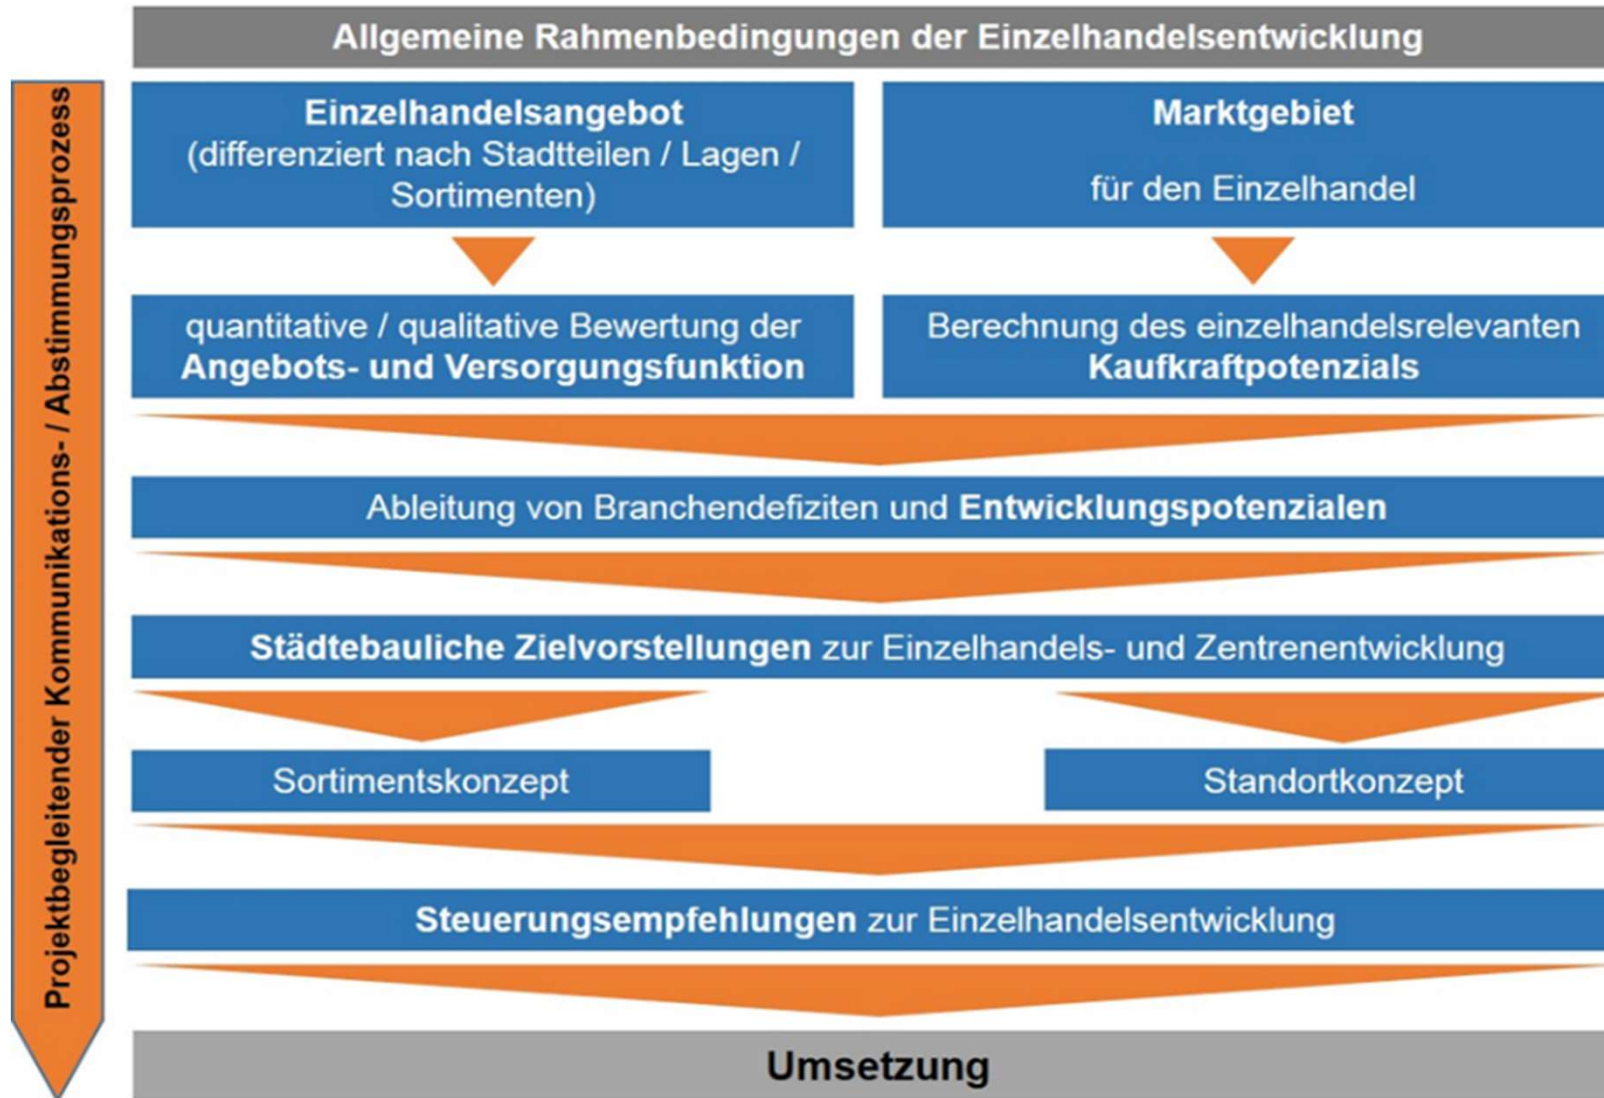 Allgemeine Rahmenbedingungen der Einzelhandelsentwicklung
Projektbegleitender Kommunikations- / Abstimmungsprozess
Einzelhandelsangebot
(differenziert nach Stadtteilen / Lagen /
Sortimenten)
Marktgebiet
für den Einzelhandel
quantitative / qualitative Bewertung der
Angebots- und Versorgungsfunktion
Berechnung des einzelhandelsrelevanten
Kaufkraftpotenzials
Ableitung von Branchendefiziten und Entwicklungspotenzialen
Städtebauliche Zielvorstellungen zur Einzelhandels- und Zentrenentwicklung
Sortimentskonzept
Standortkonzept
Steuerungsempfehlungen zur Einzelhandelsentwicklung
Umsetzung